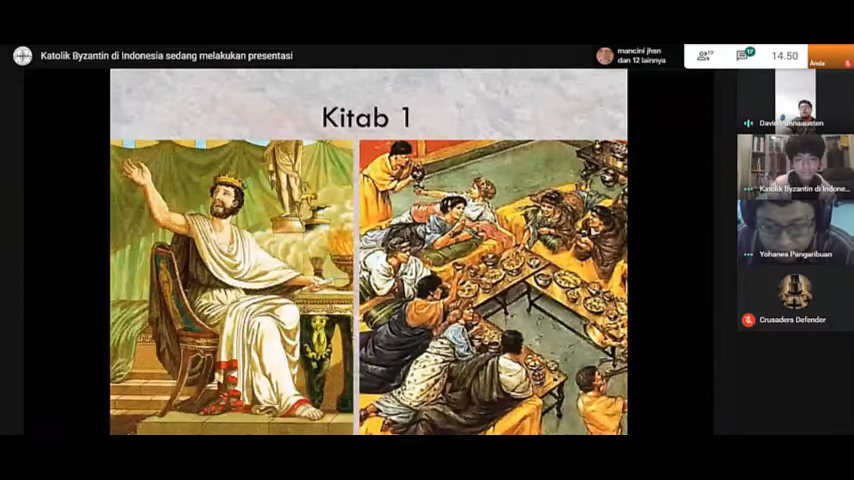 Katolik Byzantin di Indonesia sedang melakukan presentasi
mancini jhsn
dan 12 lainnya
17
14.50
Anda
Kitab 1
Katolik Byzantin di Indone...
Yohanes Pangaribuan
Crusaders Defender